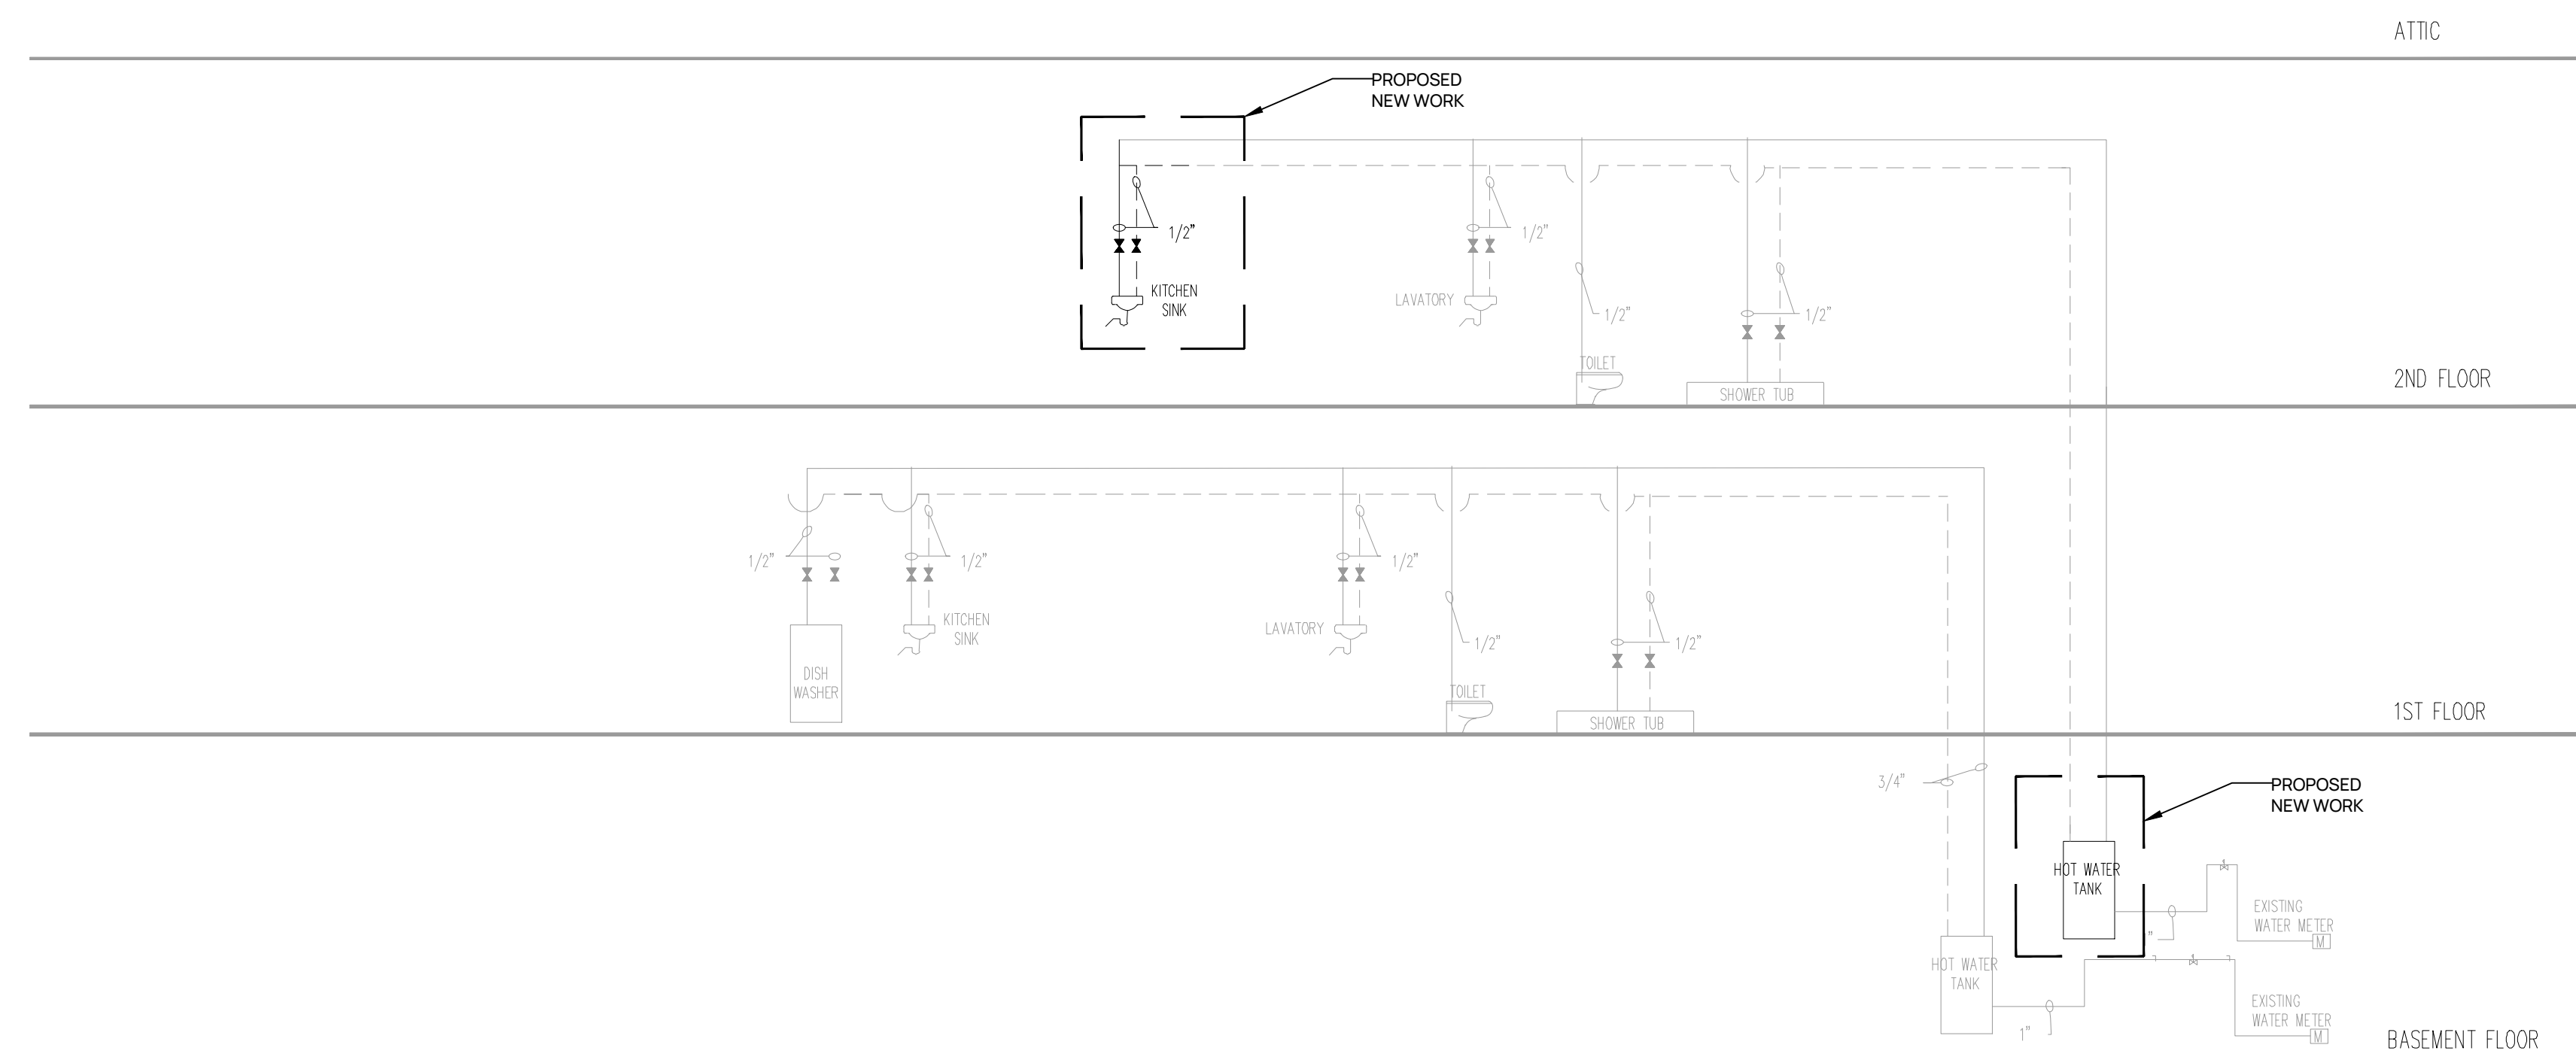 ATTIC
PROPOSED
NEW WORK
1/2"
KITCHEN
SINK
1/2"
LAVATORY
1/2"
TOILET
1/2"
SHOWER TUB
2ND FLOOR
1/2"
1/2"
1/2"
KITCHEN
SINK
LAVATORY
1/2"
1/2"
DISH
WASHER
TOILET
SHOWER TUB
1ST FLOOR
3/4"
PROPOSED
NEW WORK
HOT WATER
TANK
EXISTING
WATER METER
M
"
HOT WATER
TANK
1"
EXISTING
WATER METER
M
BASEMENT FLOOR